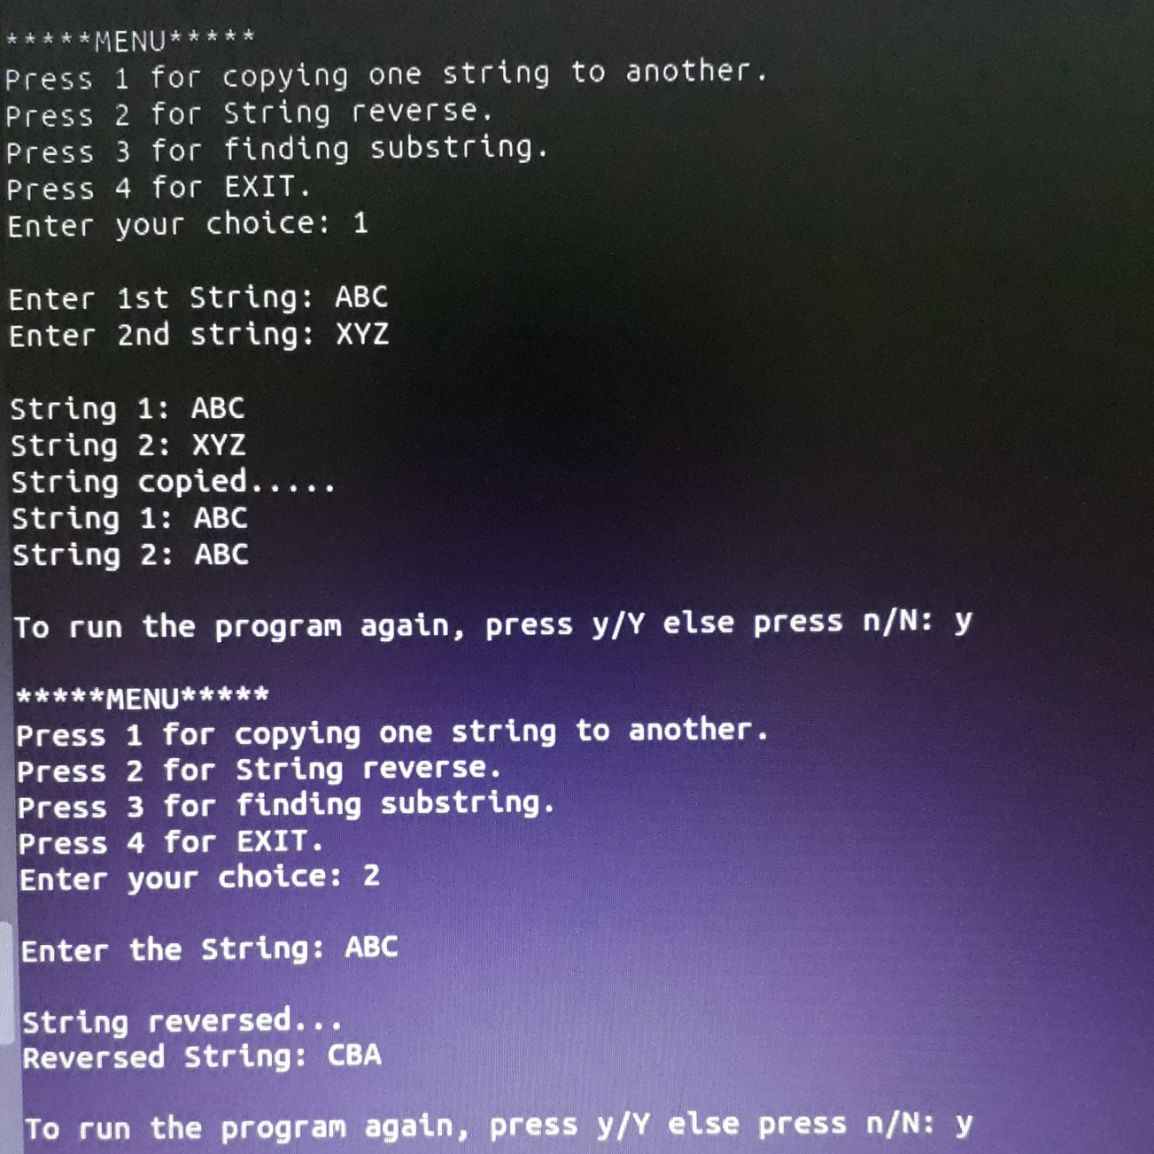 *****MENU*****
Press 1 for copying one string to another.
Press 2 for String reverse.
Press 3 for finding substring.
Press 4 for EXIT.
Enter your choice: 1
Enter 1st String: ABC
Enter 2nd string: XYZ
String 1: ABC
String 2: XYZ
String copied.....
String 1: ABC
String 2: ABC
To run the program again, press y/Y else press n/N: y
*****MENU*****
Press 1 for copying one string to another.
Press 2 for String reverse.
Press 3 for finding substring.
Press 4 for EXIT.
Enter your choice: 2
Enter the String: ABC
String reversed...
Reversed String: CBA
To run the program again, press y/Y else press n/N: y